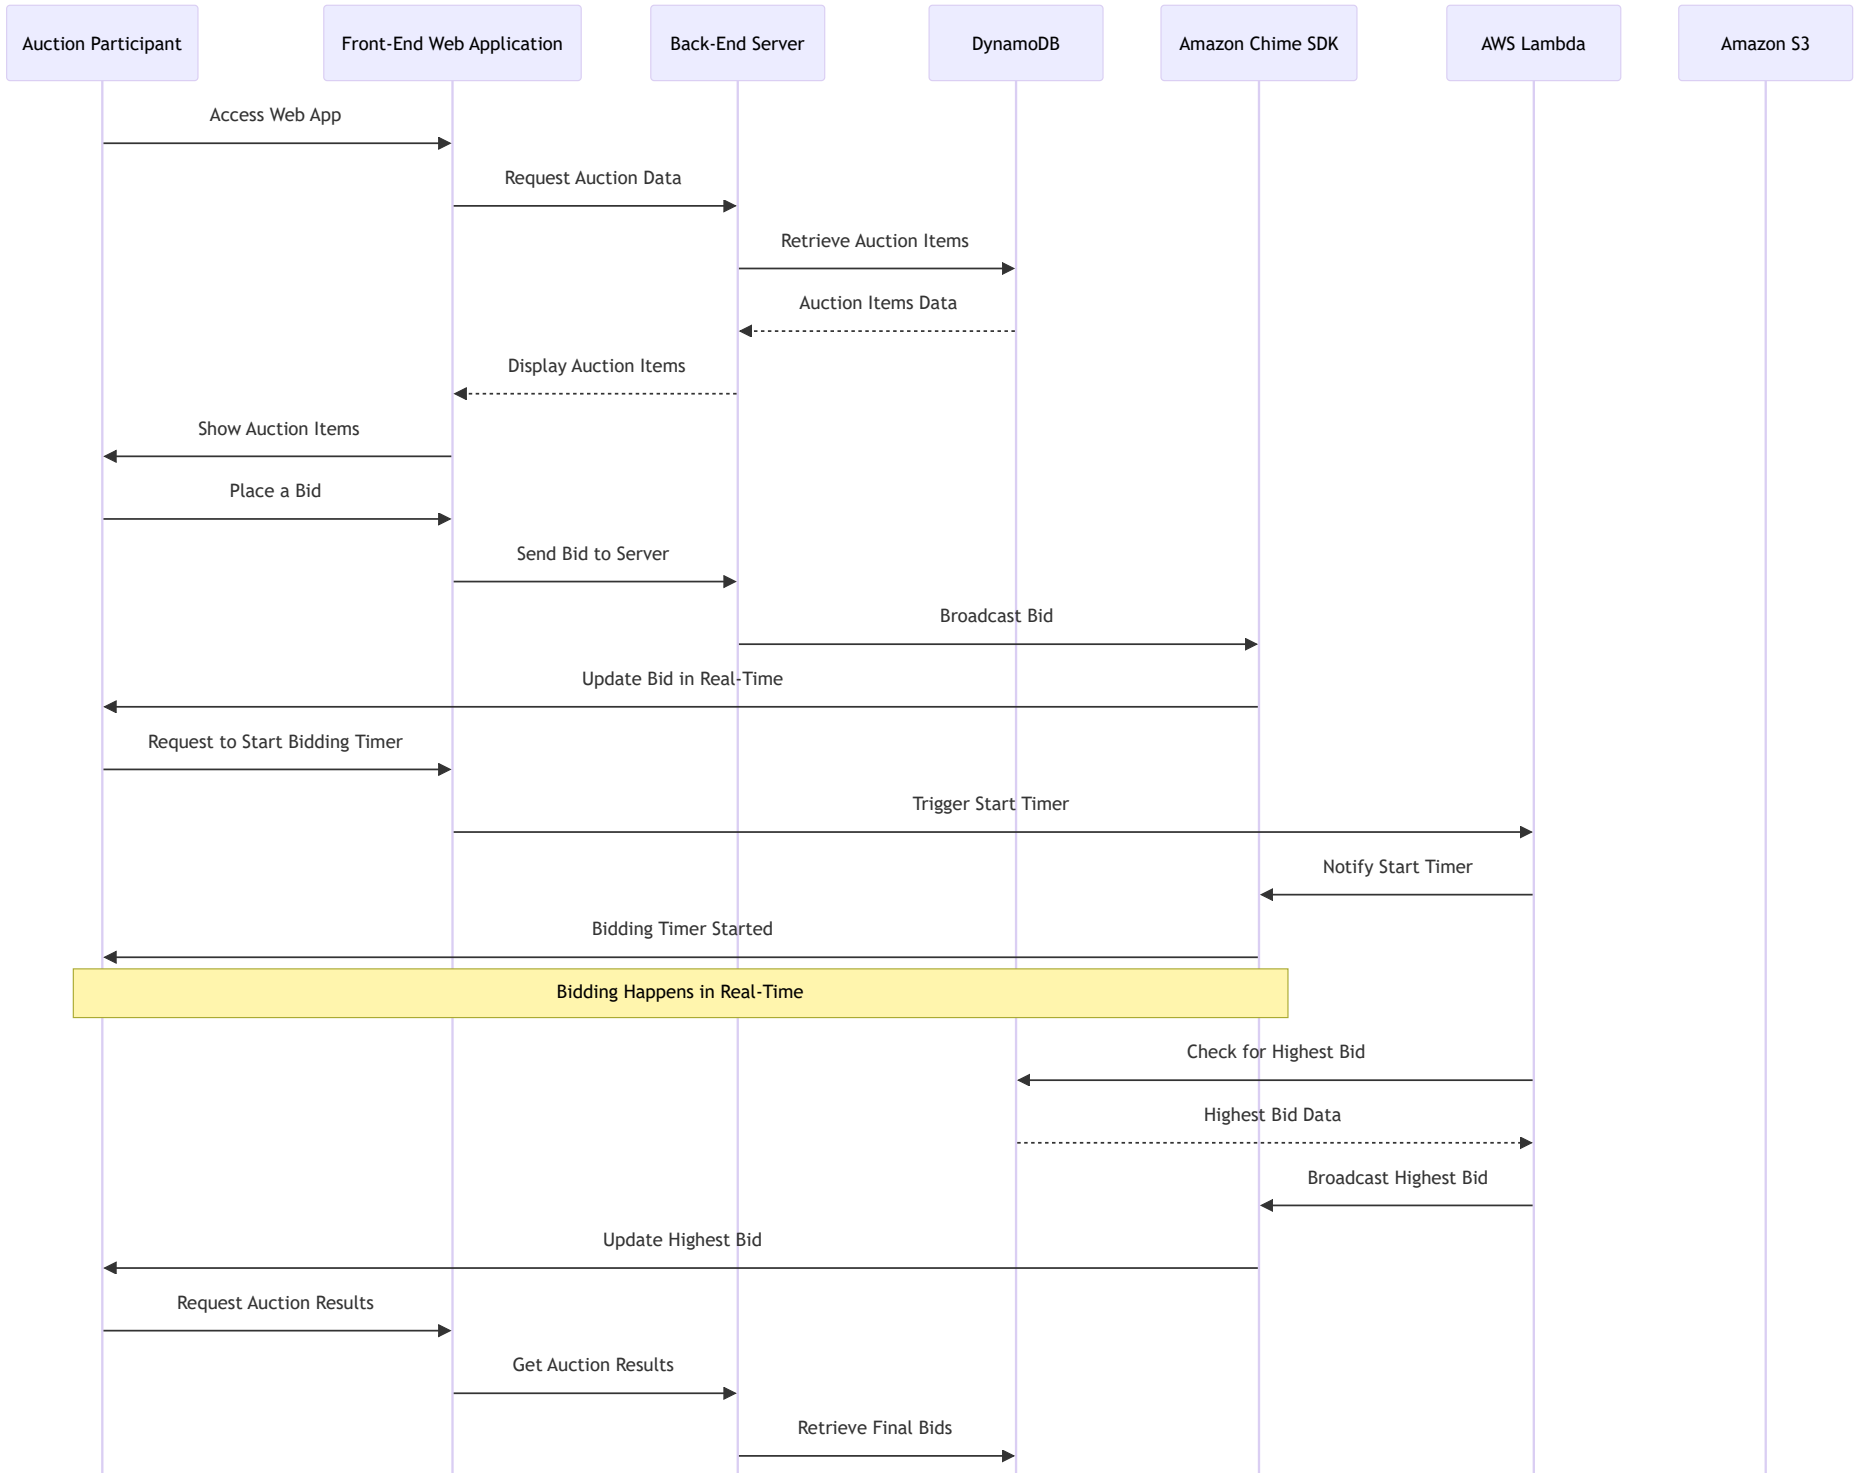 Auction Participant
Front-End Web Application
Back-End Server
DynamoDB
Amazon Chime SDK
AWS Lambda
Amazon S3
Access Web App
Request Auction Data
Retrieve Auction Items
Auction Items Data
Display Auction Items
Show Auction Items
Place a Bid
Send Bid to Server
Broadcast Bid
Update Bid in Real-Time
Request to Start Bidding Timer
Trigger Start Timer
Notify Start Timer
Bidding Timer Started
Bidding Happens in Real-Time
Check for Highest Bid
Highest Bid Data
Broadcast Highest Bid
Update Highest Bid
Request Auction Results
Get Auction Results
Retrieve Final Bids